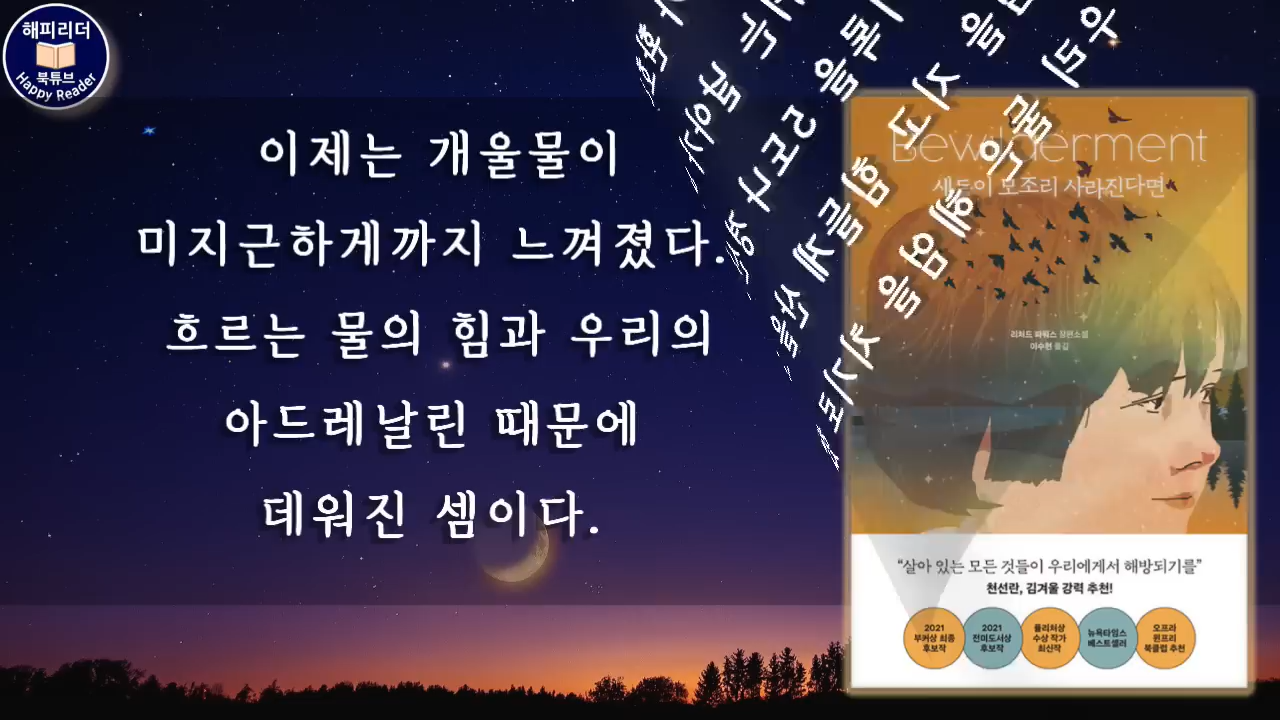 해피리더
북튜브
Happy Reader
이제는 개울물이
미지근하게까지 느껴졌다.
흐르는 물의 힘과 우리의
아드레날린 때문에
데워진 셈이다.
Bewilderment
새들이 모조리 사라진다면
리처드 파워스 장편소설
이수현 옮김
“살아 있는 모든 것들이 우리에게서 해방되기를”
천선란, 김겨울 강력 추천!
2021
부커상 최종
후보작
2021
전미도서상
후보작
퓰리처상
수상 작가
최신작
뉴욕타임스
베스트셀러
오프라
윈프리
북클럽 추천